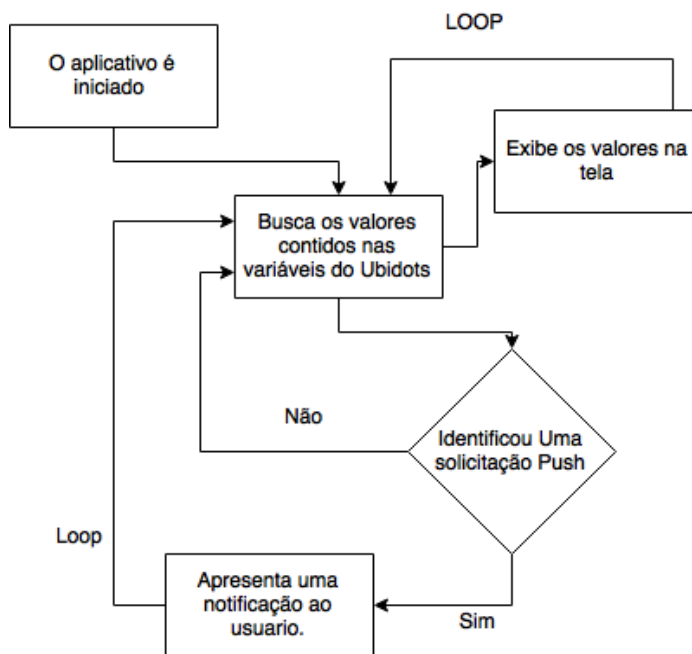 LOOP
O aplicativo é
iniciado
Exibe os valores na
tela
Busca os valores
contidos nas
variáveis do Ubidots
Não
Identificou Uma
solicitação Push
Loop
Apresenta uma
notificação ao
usuario.
Sim